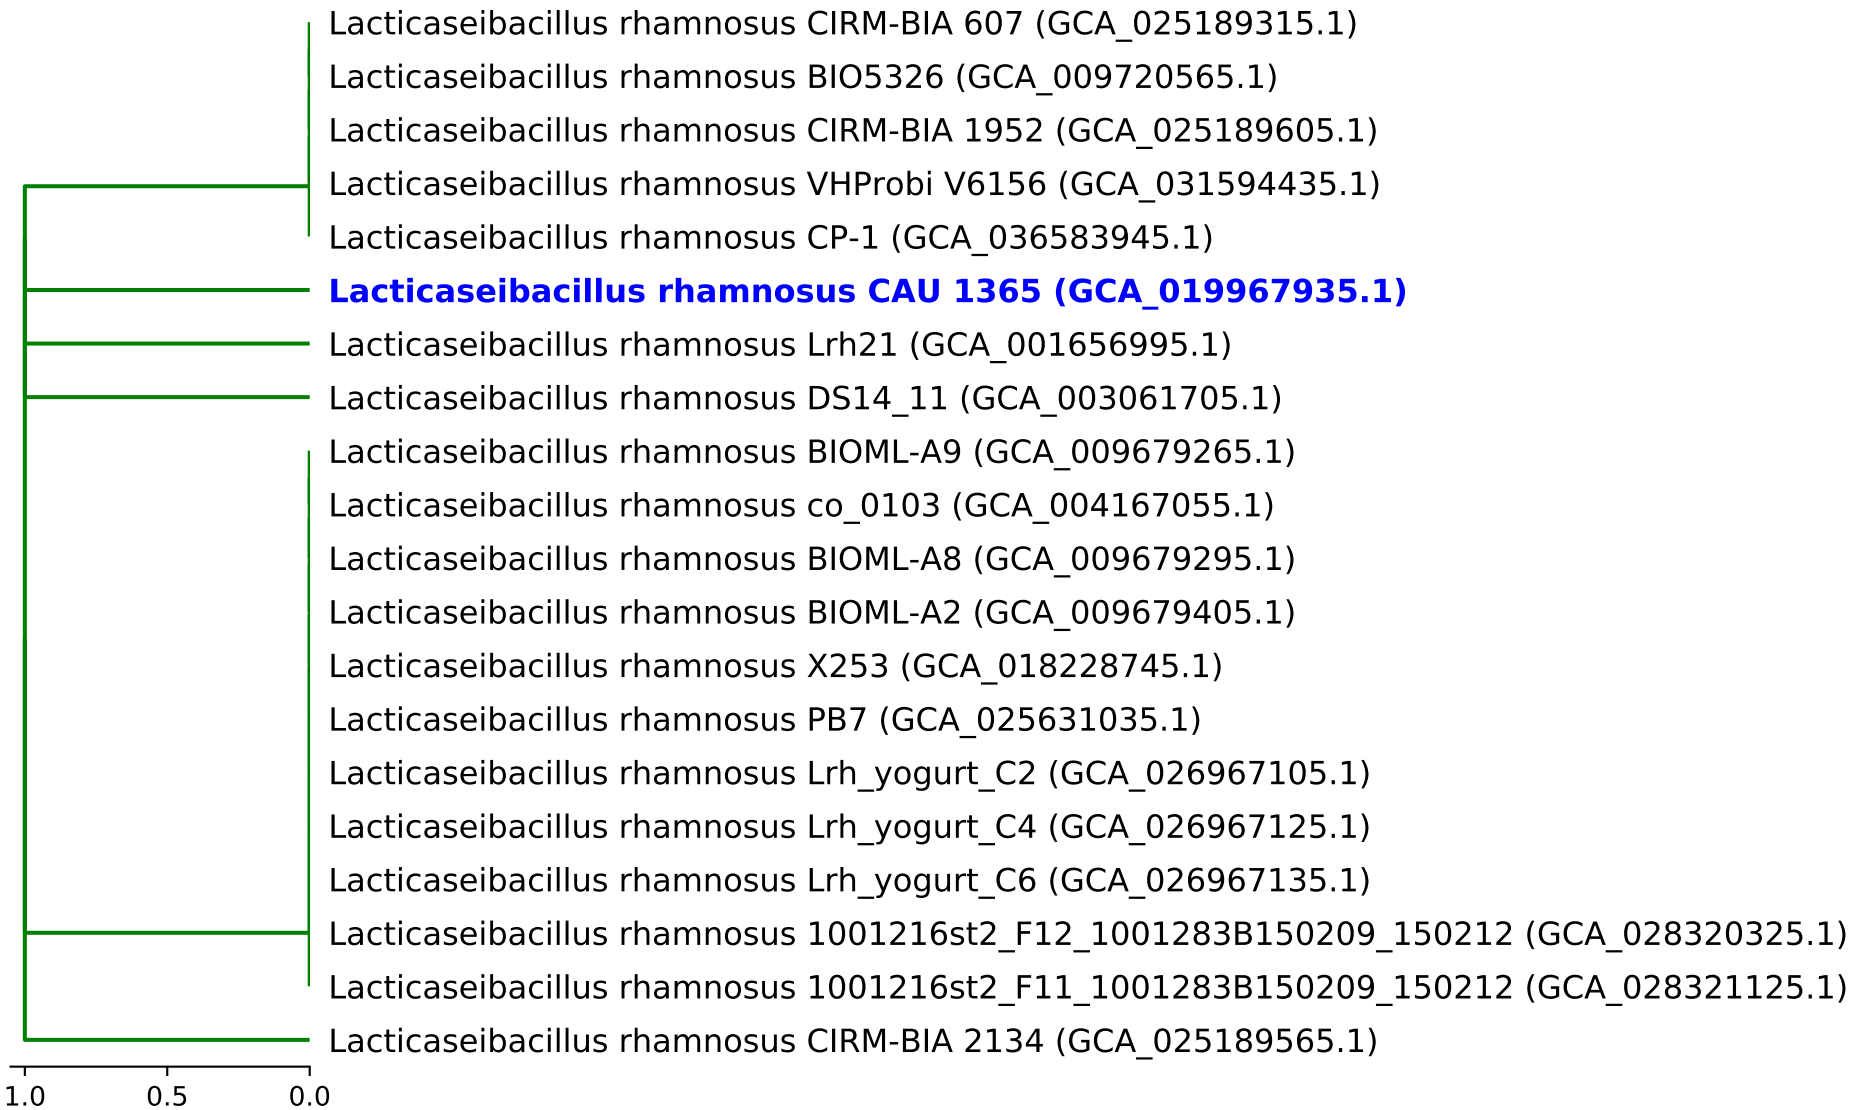 Lacticaseibacillus rhamnosus CIRM-BIA 607 (GCA_025189315.1)
Lacticaseibacillus rhamnosus BIO5326 (GCA_009720565.1)
Lacticaseibacillus rhamnosus CIRM-BIA 1952 (GCA_025189605.1)
Lacticaseibacillus rhamnosus VHProbi V6156 (GCA_031594435.1)
Lacticaseibacillus rhamnosus CP-1 (GCA_036583945.1)
Lacticaseibacillus rhamnosus CAU 1365 (GCA_019967935.1)
Lacticaseibacillus rhamnosus Lrh21 (GCA_001656995.1)
Lacticaseibacillus rhamnosus DS14_11 (GCA_003061705.1)
Lacticaseibacillus rhamnosus BIOML-A9 (GCA_009679265.1)
Lacticaseibacillus rhamnosus co_0103 (GCA_004167055.1)
Lacticaseibacillus rhamnosus BIOML-A8 (GCA_009679295.1)
Lacticaseibacillus rhamnosus BIOML-A2 (GCA_009679405.1)
Lacticaseibacillus rhamnosus X253 (GCA_018228745.1)
Lacticaseibacillus rhamnosus PB7 (GCA_025631035.1)
Lacticaseibacillus rhamnosus Lrh_yogurt_C2 (GCA_026967105.1)
Lacticaseibacillus rhamnosus Lrh_yogurt_C4 (GCA_026967125.1)
Lacticaseibacillus rhamnosus Lrh_yogurt_C6 (GCA_026967135.1)
Lacticaseibacillus rhamnosus 1001216st2_F12_1001283B150209_150212 (GCA_028320325.1)
Lacticaseibacillus rhamnosus 1001216st2_F11_1001283B150209_150212 (GCA_028321125.1)
Lacticaseibacillus rhamnosus CIRM-BIA 2134 (GCA_025189565.1)
1.0 0.5 0.0